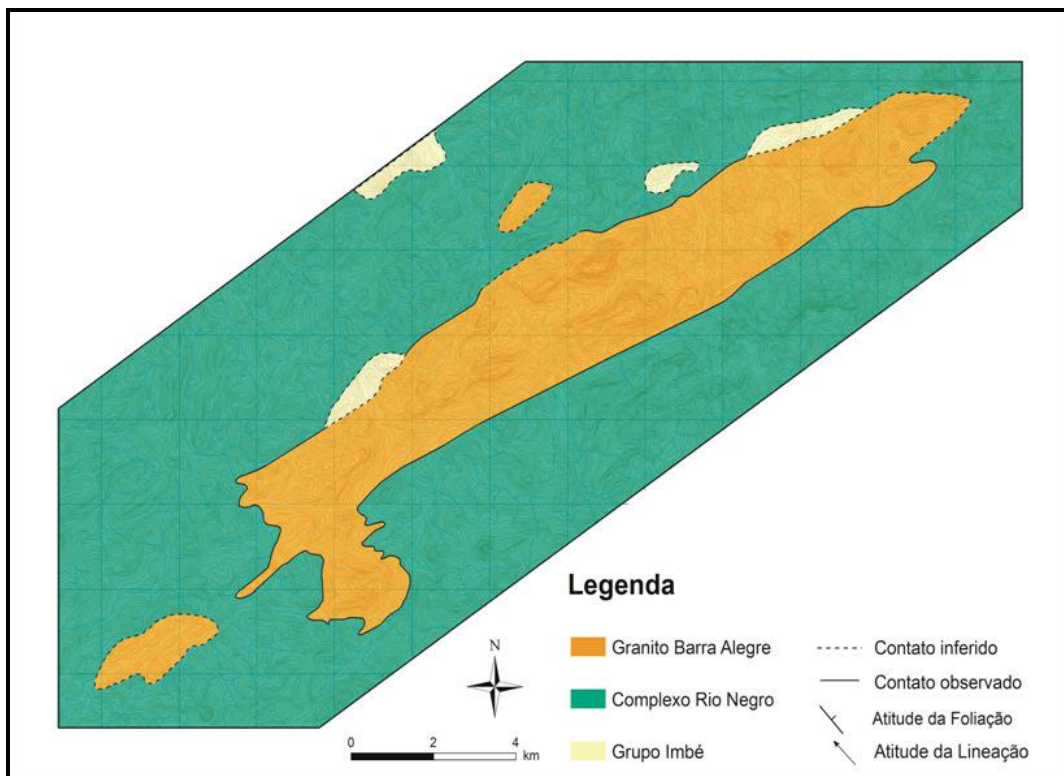 Legenda
N
Granito Barra Alegre
Complexo Rio Negro
Grupo Imbé
Contato inferido
Contato observado
Atitude da Foliação
Atitude da Lineação
0 2 4
km